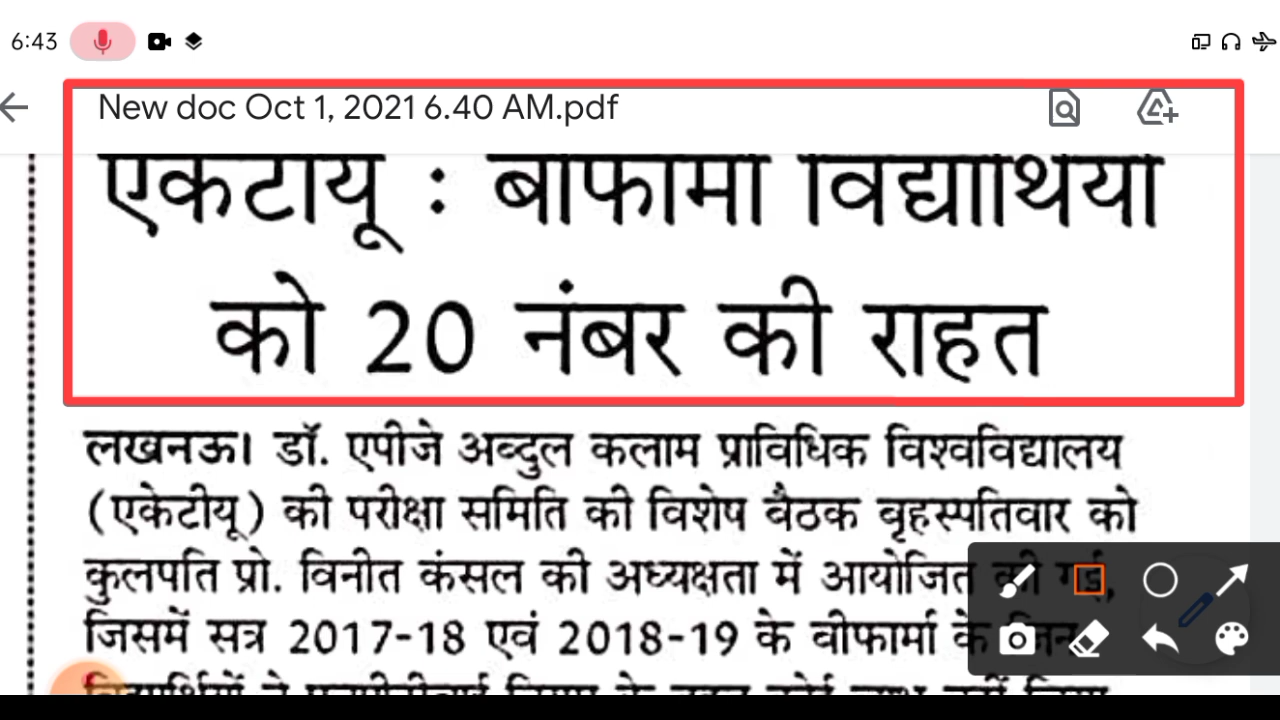 6:43
New doc Oct 1, 2021 6.40 AM.pdf
एकेटीयू : बीफार्मा विद्यार्थियों
को 20 नंबर की राहत
लखनऊ। डॉ. एपीजे अब्दुल कलाम प्राविधिक विश्वविद्यालय
(एकेटीयू) की परीक्षा समिति की विशेष बैठक बृहस्पतिवार को
कुलपति प्रो. विनीत कंसल की अध्यक्षता में आयोजित की गई,
जिसमें सत्र 2017-18 एवं 2018-19 के बीफार्मा के जिन